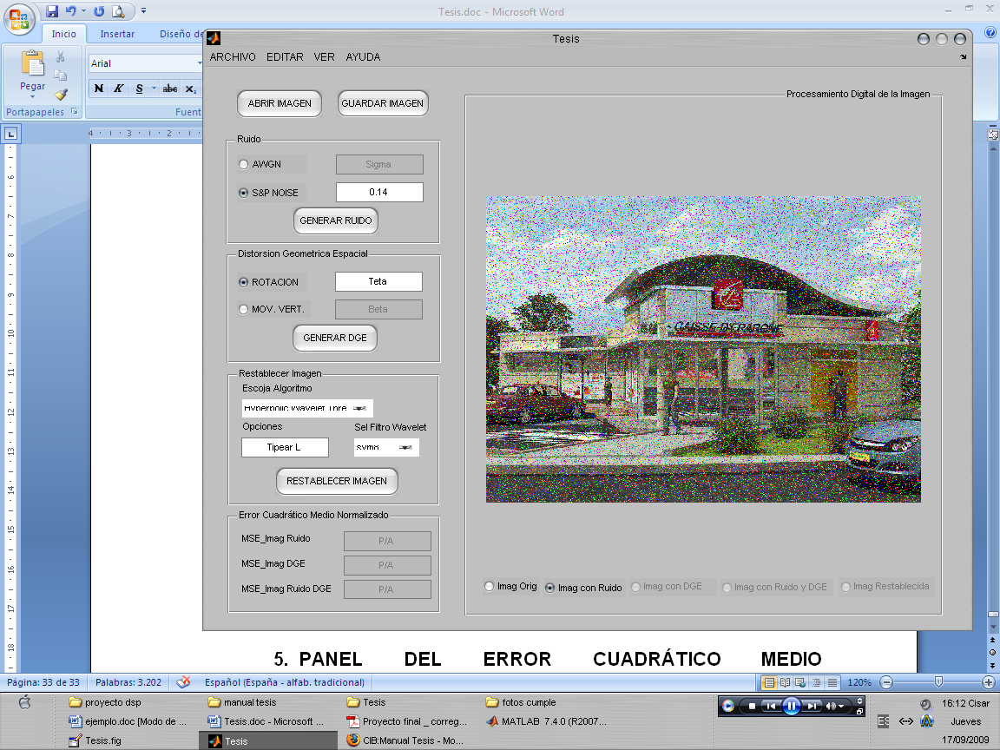 Tesis.doc - Microsoft Word
Inicio
Insertar
Diseño de
Pegar
Portapapeles
Arial
N K S abc x₂
Fuent
Tesis
ARCHIVO EDITAR VER AYUDA
ABRIR IMAGEN
GUARDAR IMAGEN
Ruido
AWGN
Sigma
S&P NOISE
0.14
GENERAR RUIDO
Distorsion Geometrica Espacial
ROTACION
Teta
MOV. VERT.
Beta
GENERAR DGE
Restablecer Imagen
Escoja Algoritmo
Hyperbolic Wavelet Thre
Opciones
Sel Filtro Wavelet
Tipear L
RESTABLECER IMAGEN
Error Cuadrático Medio Normalizado
MSE_Imag Ruido
P/A
MSE_Imag DGE
P/A
MSE_Imag Ruido DGE
P/A
Procesamiento Digital de la Imagen
CAISSE D'EPARGNE
Imag Orig
Imag con Ruido
Imag con DGE
Imag con Ruido y DGE
Imag Restablecida
5. PANEL DEL ERROR CUADRÁTICO MEDIO
Página: 33 de 33
Palabras: 3.202
Español (España - alfab. tradicional)
120%
proyecto dsp
manual tesis
Tesis
fotos cumple
ejemplo.doc [Modo de ...
Tesis.doc - Microsoft ...
Proyecto final _ correg...
MATLAB 7.4.0 (R2007...
Tesis.fig
Tesis
CIB:Manual Tesis - Mo...
ES
16:12 Cisar
Jueves
17/09/2009